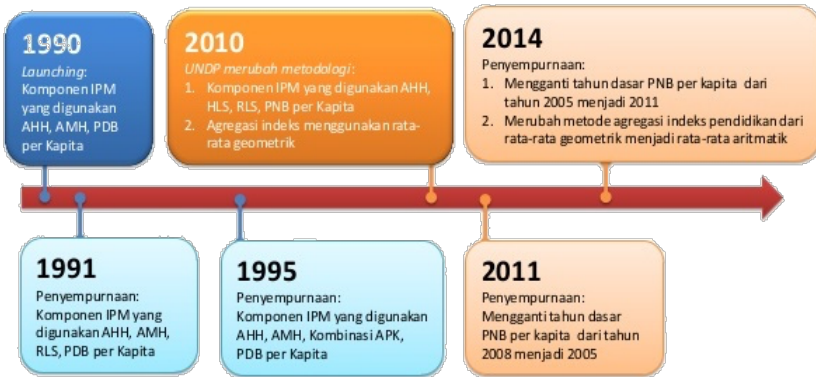 1990
Launching:
Komponen IPM
yang digunakan
AHH, AMH, PDB
per Kapita
2010
UNDP merubah metodologi:
1. Komponen IPM yang digunakan AHH,
HLS, RLS, PNB per Kapita
2. Agregasi indeks menggunakan rata-
rata geometrik
2014
Penyempurnaan:
1. Mengganti tahun dasar PNB per kapita dari
tahun 2005 menjadi 2011
2. Merubah metode agregasi indeks pendidikan dari
rata-rata geometrik menjadi rata-rata aritmatik
1991
Penyempurnaan:
Komponen IPM yang
digunakan AHH, AMH,
RLS, PDB per Kapita
1995
Penyempurnaan:
Komponen IPM yang digunakan
AHH, AMH, Kombinasi APK,
PDB per Kapita
2011
Penyempurnaan:
Mengganti tahun dasar
PNB per kapita dari tahun
2008 menjadi 2005